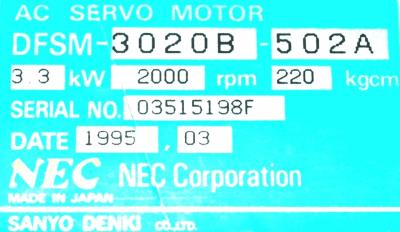 AC SERVO MOTOR
DFSM-3020B-502A
3.3 kW 2000 rpm 220 kgcm
SERIAL NO. 03515198F
DATE 1995, 03
NEC NEC Corporation
MADE IN JAPAN
SANYO DENKI CO.,LTD.